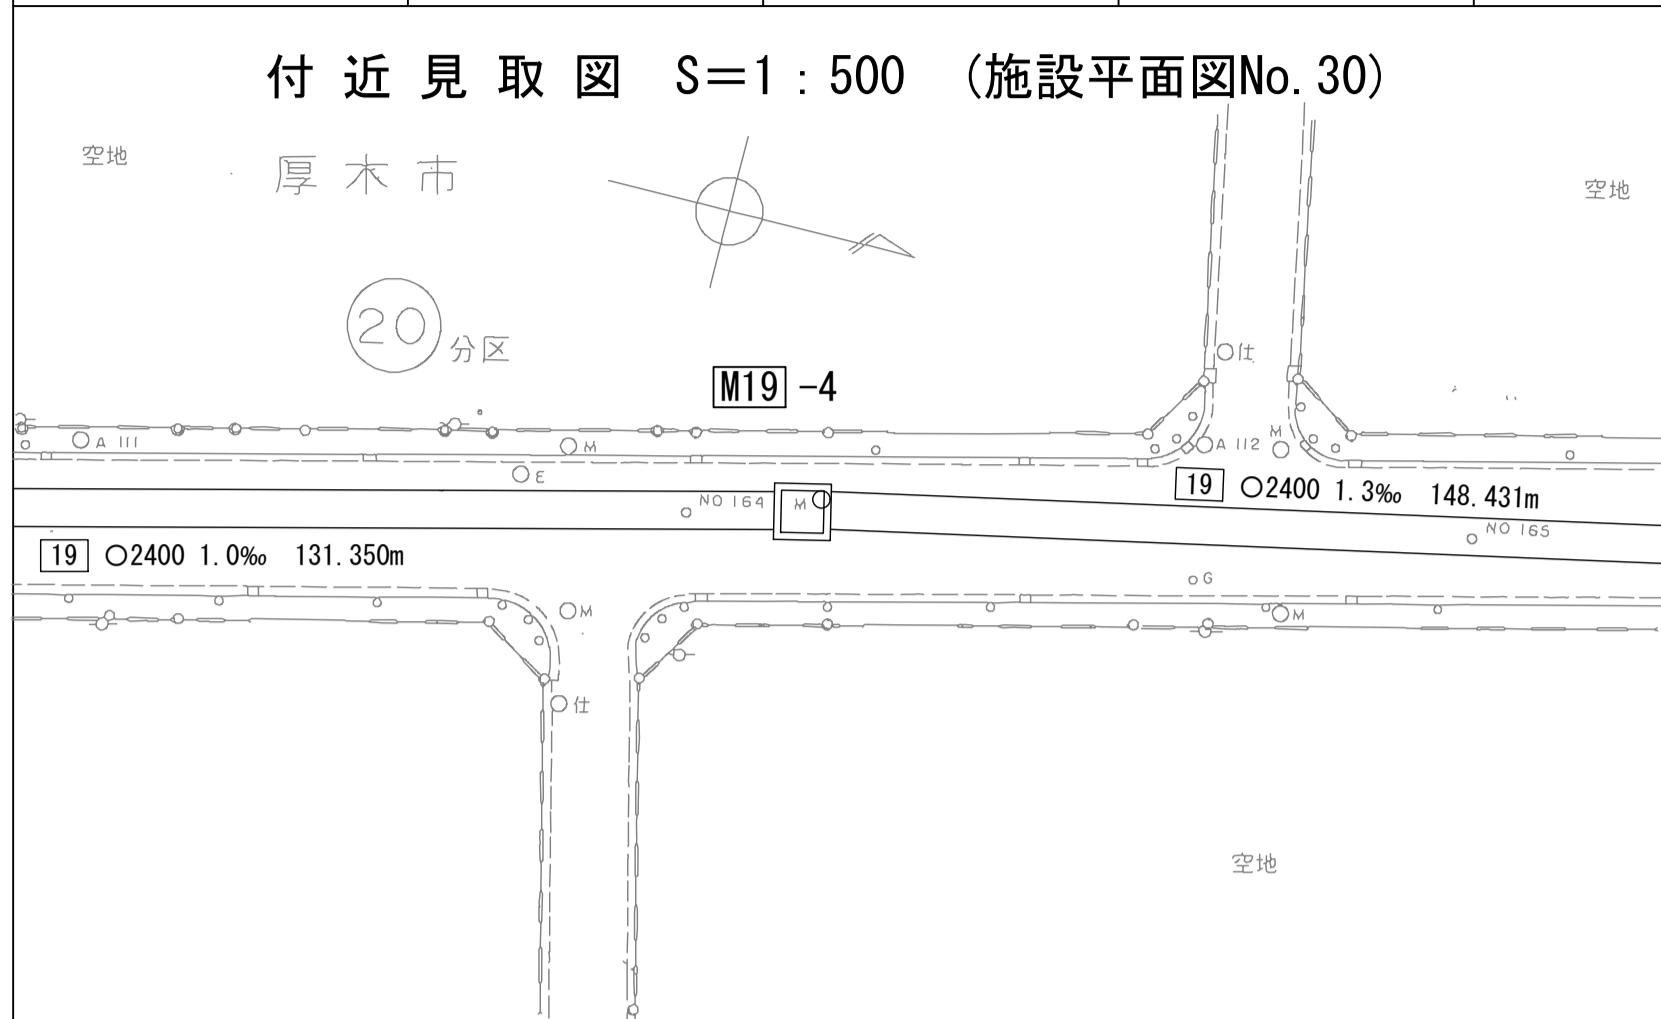 付近見取図 S=1:500 (施設平面図No.30)
空地
厚木市
空地
20 分区
仕
M19 -4
A 111
M
A 112
M
E
19 ○2400 1.3‰ 148.431m
NO 164
M
NO 165
19 ○2400 1.0‰ 131.350m
G
M
M
仕
空地